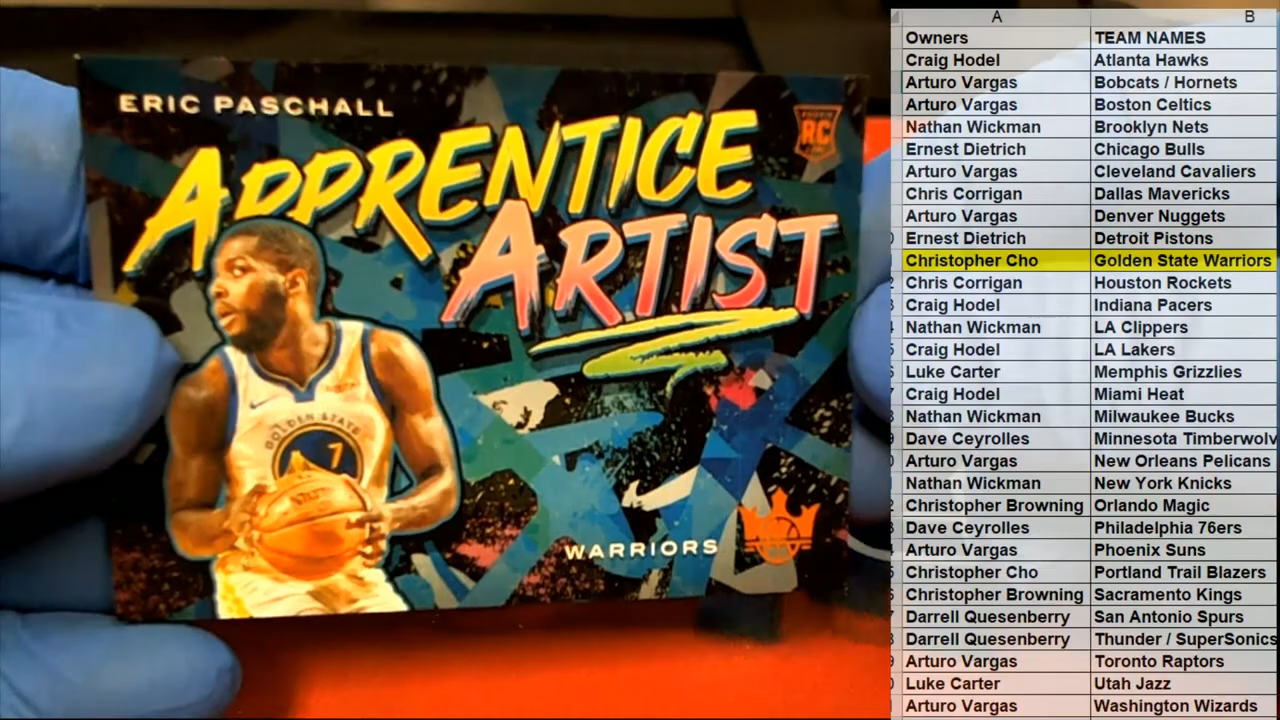 ERIC PASCHALL
RC
APPRENTICE
ARTIST
GOLDEN STATE
7
WARRIORS
A B
Owners TEAM NAMES
Craig Hodel Atlanta Hawks
Arturo Vargas Bobcats / Hornets
Arturo Vargas Boston Celtics
Nathan Wickman Brooklyn Nets
Ernest Dietrich Chicago Bulls
Arturo Vargas Cleveland Cavaliers
Chris Corrigan Dallas Mavericks
Arturo Vargas Denver Nuggets
Ernest Dietrich Detroit Pistons
Christopher Cho Golden State Warriors
Chris Corrigan Houston Rockets
Craig Hodel Indiana Pacers
Nathan Wickman LA Clippers
Craig Hodel LA Lakers
Luke Carter Memphis Grizzlies
Craig Hodel Miami Heat
Nathan Wickman Milwaukee Bucks
Dave Ceyrolles Minnesota Timberwolv
Arturo Vargas New Orleans Pelicans
Nathan Wickman New York Knicks
Christopher Browning Orlando Magic
Dave Ceyrolles Philadelphia 76ers
Arturo Vargas Phoenix Suns
Christopher Cho Portland Trail Blazers
Christopher Browning Sacramento Kings
Darrell Quesenberry San Antonio Spurs
Darrell Quesenberry Thunder / SuperSonics
Arturo Vargas Toronto Raptors
Luke Carter Utah Jazz
Arturo Vargas Washington Wizards